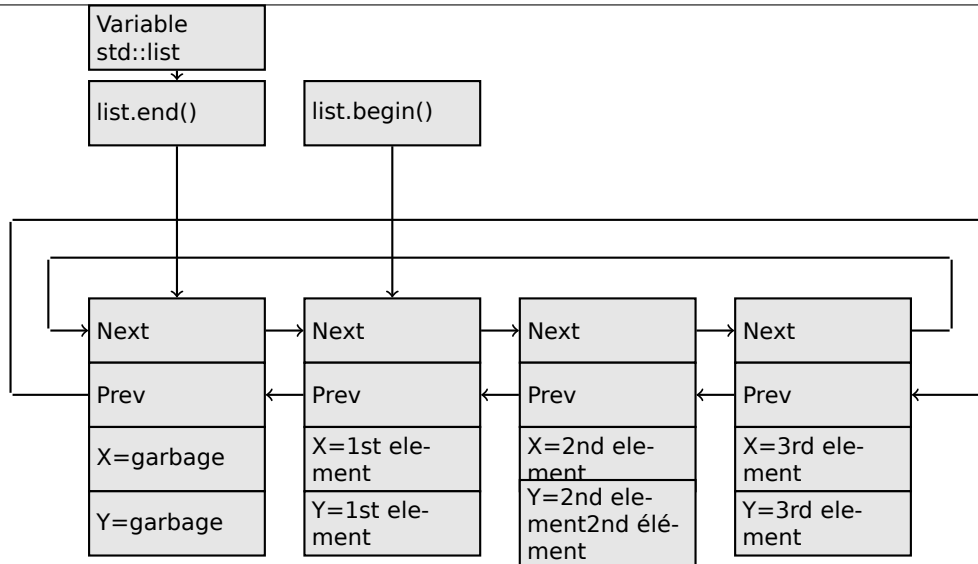 Variable
std::list
list.end()
list.begin()
Next
Next
Next
Next
Prev
Prev
Prev
Prev
X=garbage
X=1st ele-
ment
X=2nd ele-
ment
X=3rd ele-
ment
Y=garbage
Y=1st ele-
ment
Y=2nd ele-
ment2nd élé-
ment
Y=3rd ele-
ment